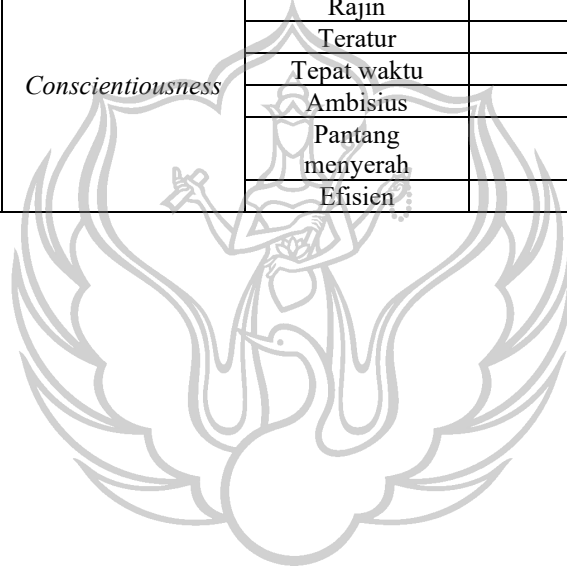 Rajin
Teratur
Tepat waktu
Conscientiousness
Ambisius
Pantang
menyerah
Efisien